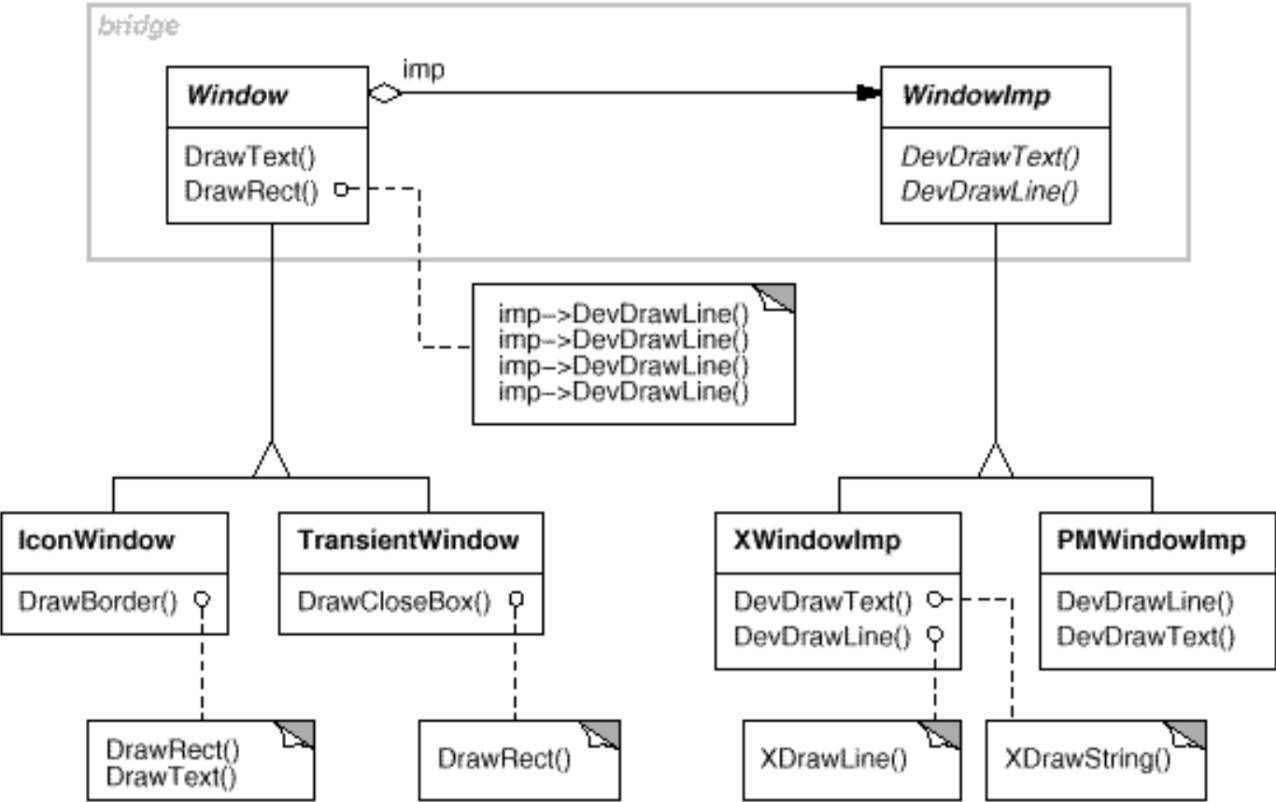 bridge
imp
Window
DrawText()
DrawRect()
WindowImp
DevDrawText()
DevDrawLine()
imp->DevDrawLine()
imp->DevDrawLine()
imp->DevDrawLine()
imp->DevDrawLine()
IconWindow
DrawBorder()
TransientWindow
DrawCloseBox()
XWindowImp
DevDrawText()
DevDrawLine()
PMWindowImp
DevDrawLine()
DevDrawText()
DrawRect()
DrawText()
DrawRect()
XDrawLine()
XDrawString()